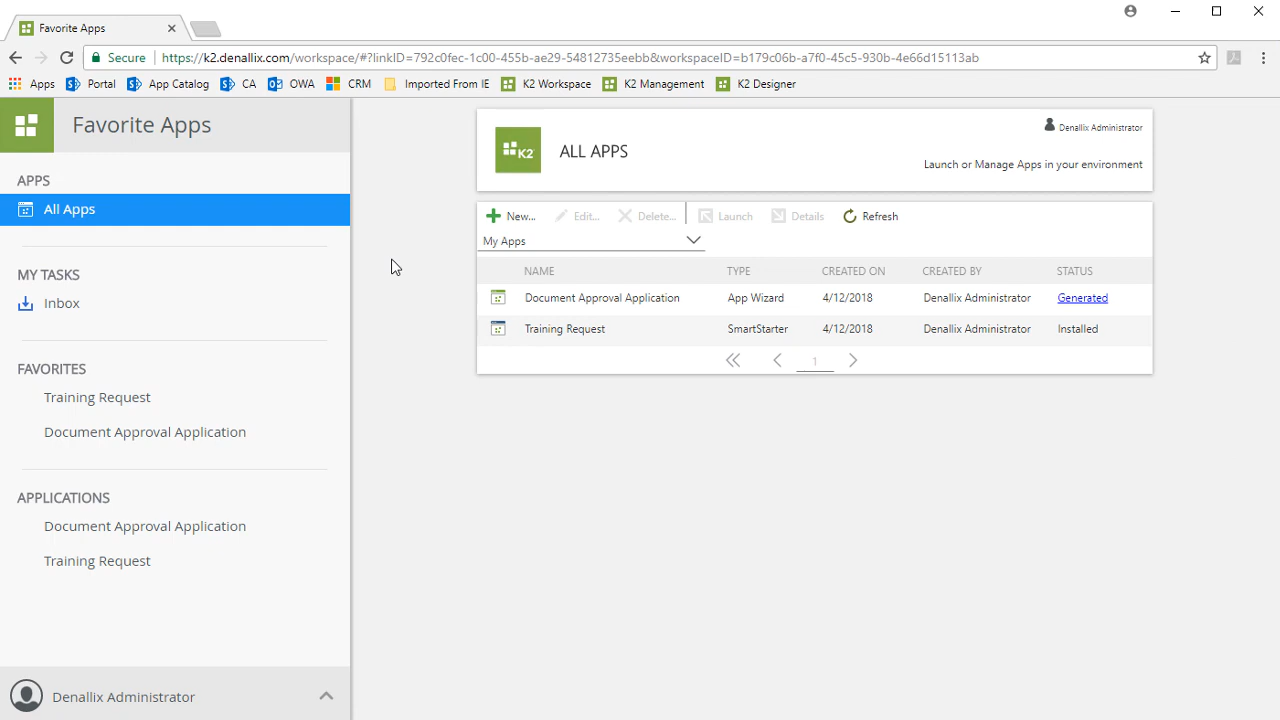 Favorite Apps
Secure https://k2.denallix.com/workspace/#?linkID=792c0fec-1c00-455b-ae29-54812735eebb&workspaceID=b179c06b-a7f0-45c5-930b-4e66d15113ab
Apps Portal App Catalog CA OWA CRM Imported From IE K2 Workspace K2 Management K2 Designer
Favorite Apps
APPS
All Apps
MY TASKS
Inbox
FAVORITES
Training Request
Document Approval Application
APPLICATIONS
Document Approval Application
Training Request
Denallix Administrator
K2 ALL APPS
Denallix Administrator
Launch or Manage Apps in your environment
New... Edit... Delete... Launch Details Refresh
My Apps
NAME TYPE CREATED ON CREATED BY STATUS
Document Approval Application App Wizard 4/12/2018 Denallix Administrator Generated
Training Request SmartStarter 4/12/2018 Denallix Administrator Installed
1